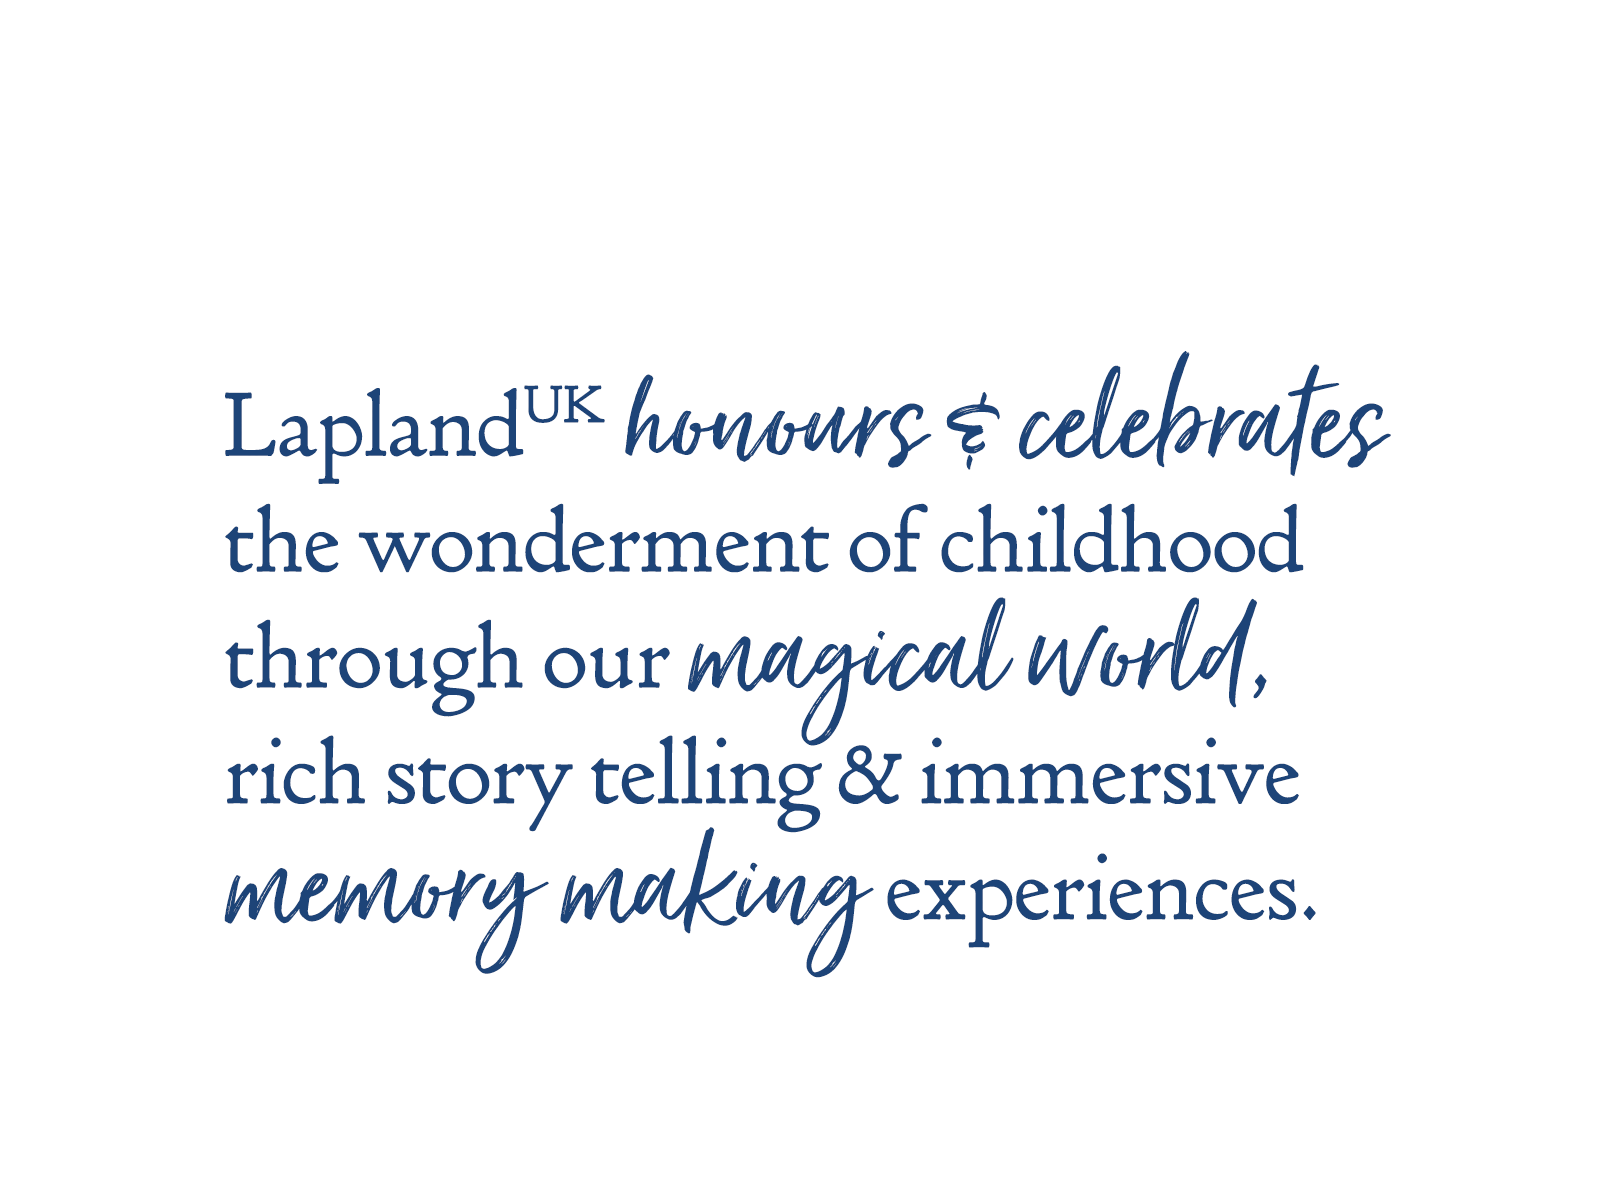 LaplandUK honours & celebrates
the wonderment of childhood
through our magical world,
rich story telling & immersive
memory making experiences.